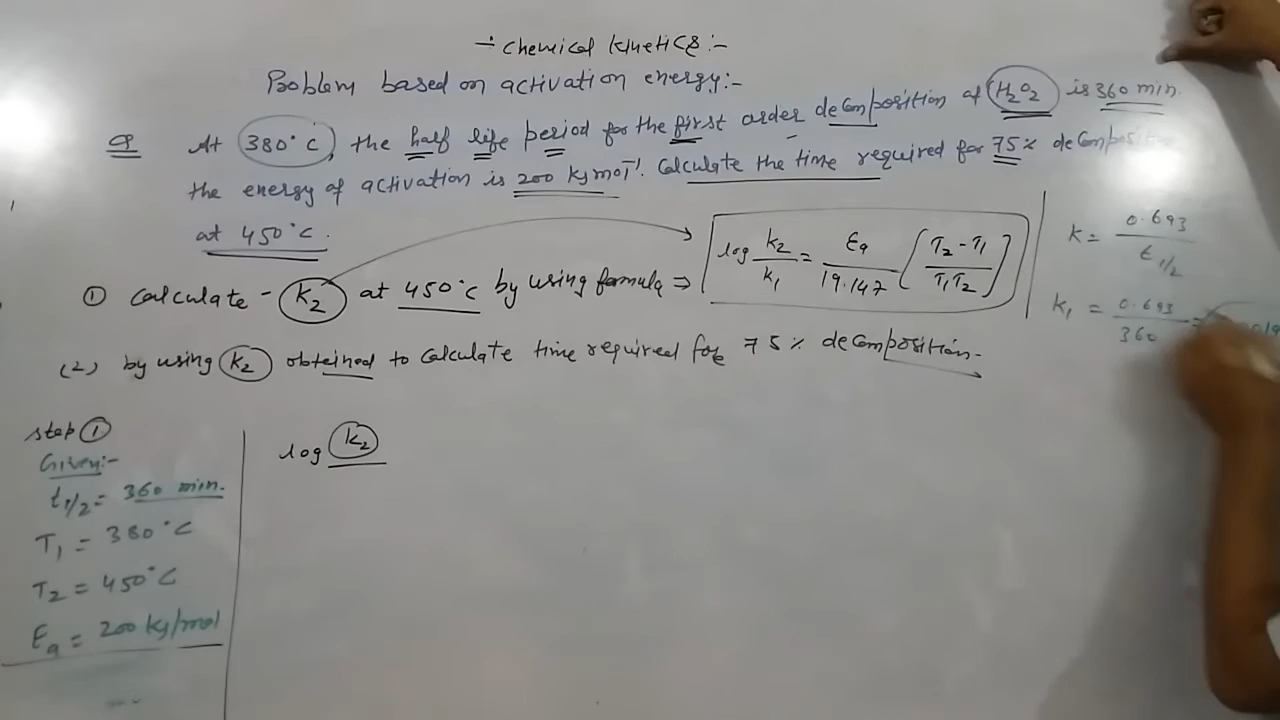 ÷ chemical kinetics :-
Problem based on activation energy:-
Q At 380°C, the half life period for the first order decomposition of H2O2 is 360 min.
the energy of activation is 200 kj mol-1. Calculate the time required for 75% decomposi
at 450°C.
① calculate - k2 at 450°C by using formula ⇒ log k2/k1 = Ea/19.147 [T2-T1/T1T2]
(2) by using k2 obtained to calculate time required for 75% decomposition.
k = 0.693/t1/2
k1 = 0.693/360 =
step ①
Given:-
t1/2 = 360 min.
T1 = 380°C
T2 = 450°C
Ea = 200 kj/mol
log k2